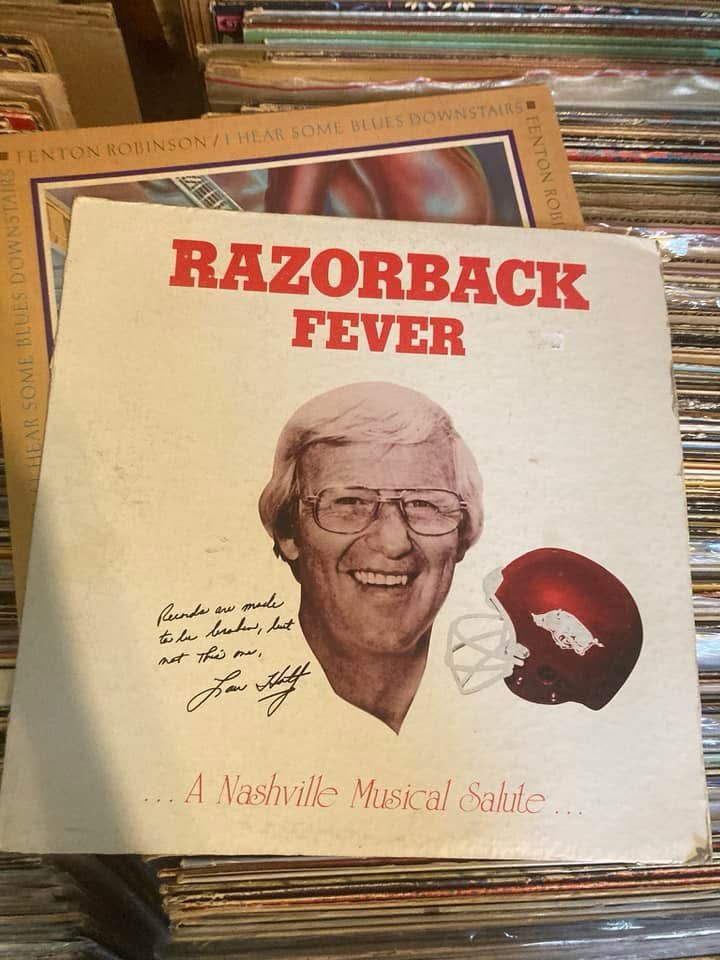 FENTON ROBINSON / I HEAR SOME BLUES DOWNSTAIRS
FENTON ROB
I HEAR SOME BLUES DOWNSTAIRS
RAZORBACK
FEVER
Records are made
to be broken, but
not this one,
Lou Holtz
... A Nashville Musical Salute ...